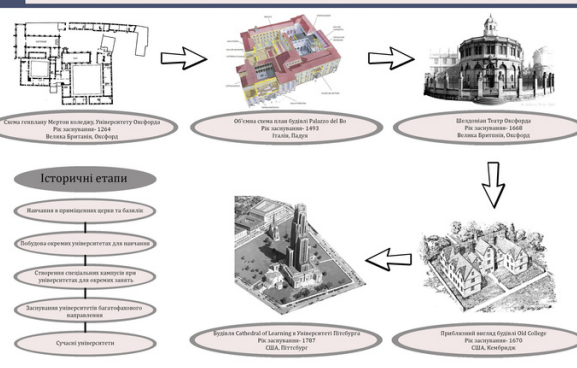 Схема генплану Мертон коледжу, Університету Оксфорда
Рік заснування- 1264
Велика Британія, Оксфорд
Об'ємна схема план будівлі Palazzo del Bo
Рік заснування- 1493
Італія, Падуя
Шелдоніан Театр Оксфорда
Рік заснування- 1668
Велика Британія, Оксфорд
Історичні етапи
Навчання в приміщеннях церкв та базилік
Побудова окремих університетах для навчання
Створення спеціальних кампусів при
університетах для окремих занять
Заснування університетів багатофахового
направлення
Сучасні університети
Будівля Cathedral of Learning в Університеті Пітсбурга
Рік заснування- 1787
США, Піттсбург
Приблизний вигляд будівлі Old College
Рік заснування- 1670
США, Кембридж